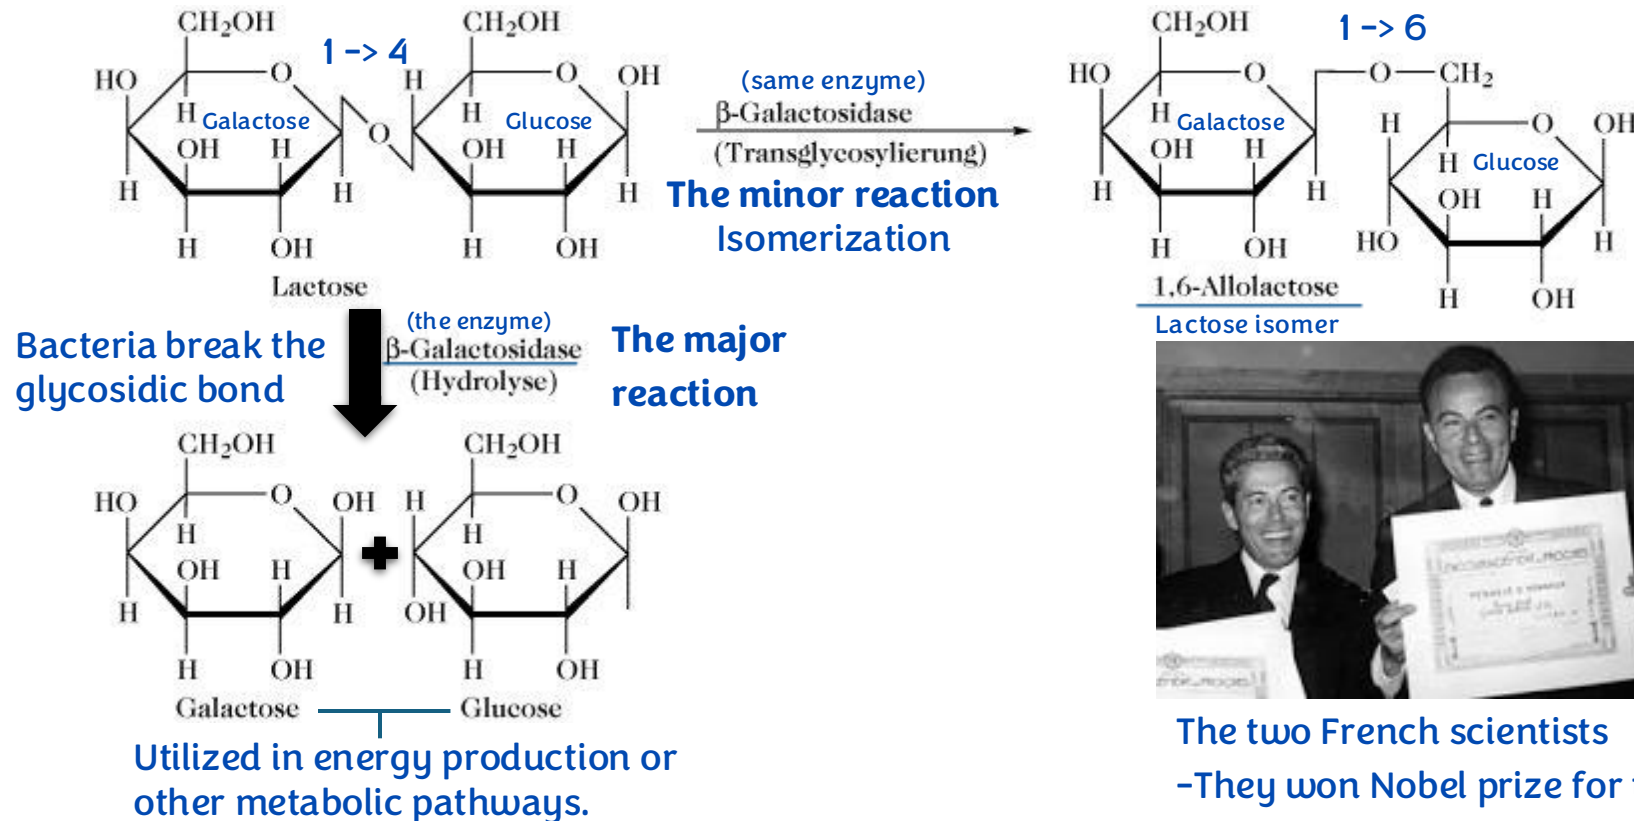 CH₂OH
CH₂OH
1 -> 4
HO
O
H
O
OH
H
Galactose
O
H
Glucose
OH
H
OH
H
H
H
H
H
OH
H
OH
Lactose
(same enzyme)
β-Galactosidase
(Transglycosylierung)
The minor reaction
Isomerization
CH₂OH
1 -> 6
HO
O
O
CH₂
H
Galactose
H
O
OH
OH
H
H
Glucose
H
H
OH
H
H
OH
HO
H
H
OH
1,6-Allolactose
Lactose isomer
Bacteria break the
glycosidic bond
(the enzyme)
β-Galactosidase
(Hydrolyse)
The major
reaction
CH₂OH
CH₂OH
HO
O
OH
H
O
OH
H
H
OH
H
OH
H
H
H
OH
H
OH
H
OH
Galactose
Glucose
Utilized in energy production or
other metabolic pathways.
The two French scientists
-They won Nobel prize for